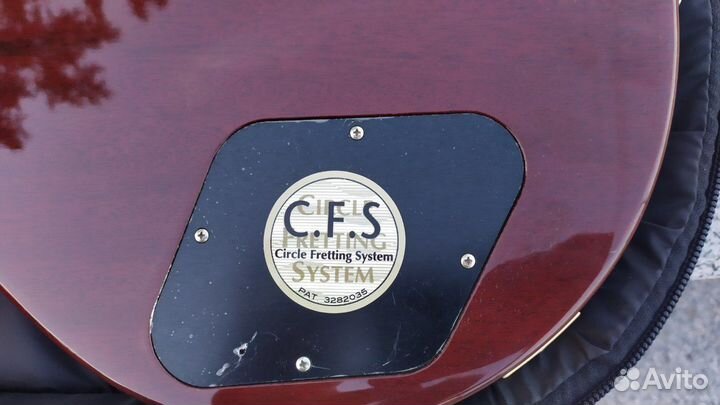 CIRCLE
C.F.S
FRETTING
Circle Fretting System
SYSTEM
PAT 3282035
Avito